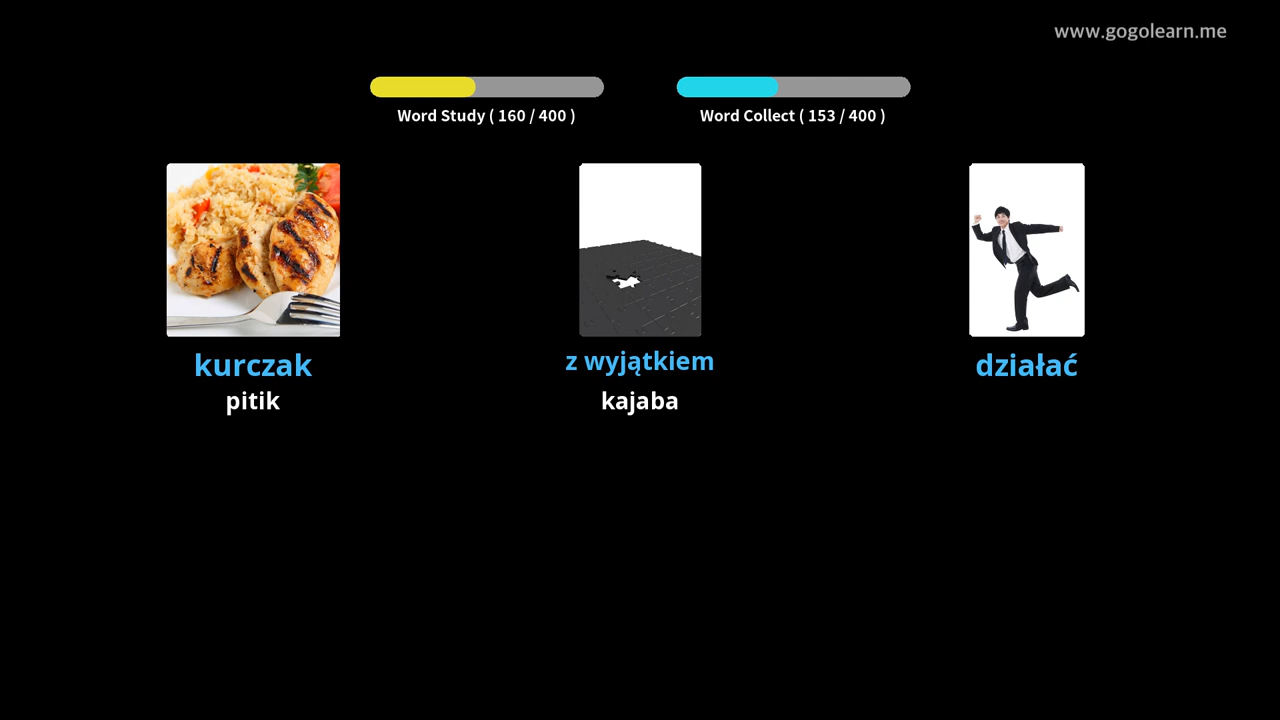 www.gogolearn.me
Word Study ( 160 / 400 )
Word Collect ( 153 / 400 )
kurczak
pitik
z wyjątkiem
kajaba
działać